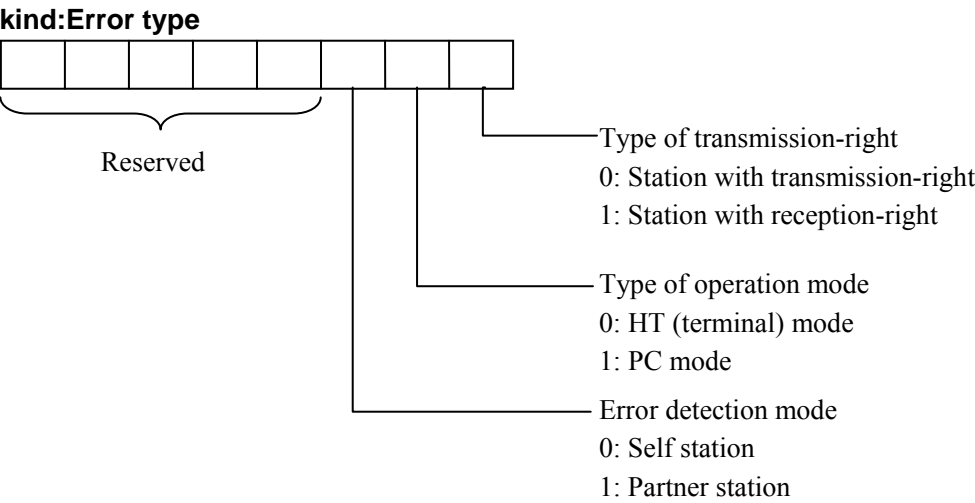 kind:Error type
Reserved
Type of transmission-right
0: Station with transmission-right
1: Station with reception-right
Type of operation mode
0: HT (terminal) mode
1: PC mode
Error detection mode
0: Self station
1: Partner station